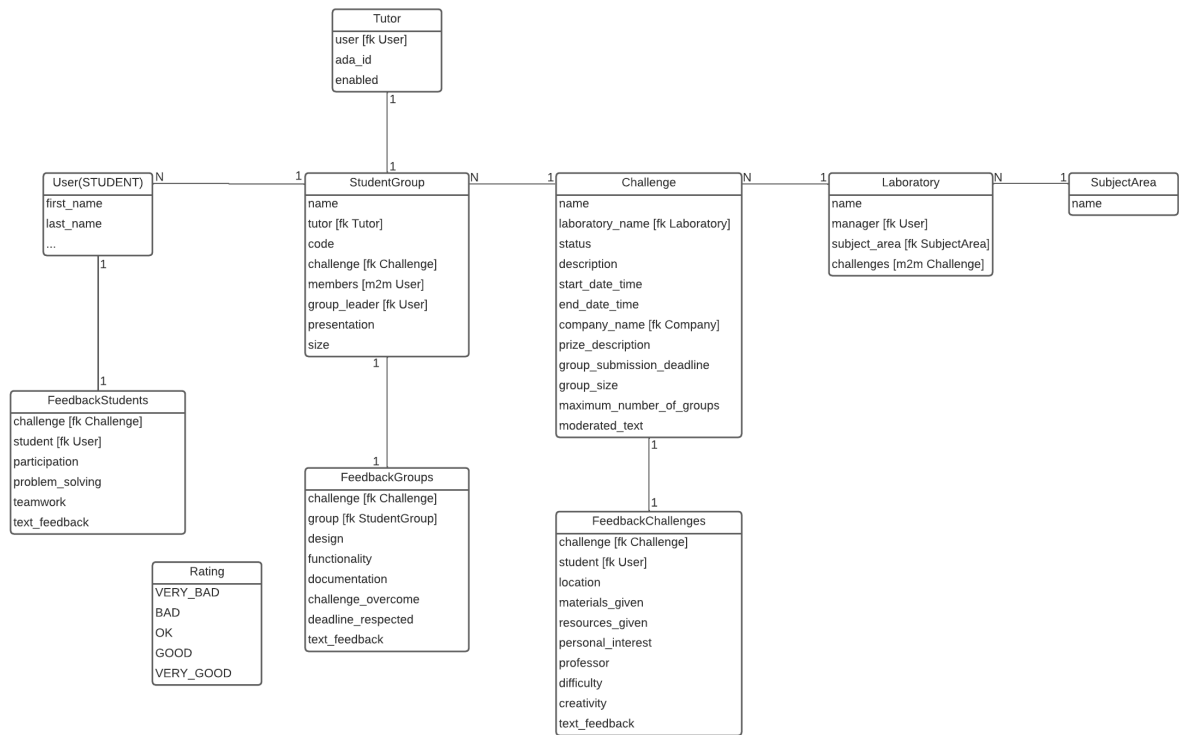 Tutor
user [fk User]
ada_id
enabled
1
1
User(STUDENT)
first_name
last_name
...
N
1
StudentGroup
name
tutor [fk Tutor]
code
challenge [fk Challenge]
members [m2m User]
group_leader [fk User]
presentation
size
N
1
Challenge
name
laboratory_name [fk Laboratory]
status
description
start_date_time
end_date_time
company_name [fk Company]
prize_description
group_submission_deadline
group_size
maximum_number_of_groups
moderated_text
N
1
Laboratory
name
manager [fk User]
subject_area [fk SubjectArea]
challenges [m2m Challenge]
N
1
SubjectArea
name
1
1
FeedbackStudents
challenge [fk Challenge]
student [fk User]
participation
problem_solving
teamwork
text_feedback
1
1
FeedbackGroups
challenge [fk Challenge]
group [fk StudentGroup]
design
functionality
documentation
challenge_overcome
deadline_respected
text_feedback
1
1
FeedbackChallenges
challenge [fk Challenge]
student [fk User]
location
materials_given
resources_given
personal_interest
professor
difficulty
creativity
text_feedback
Rating
VERY_BAD
BAD
OK
GOOD
VERY_GOOD